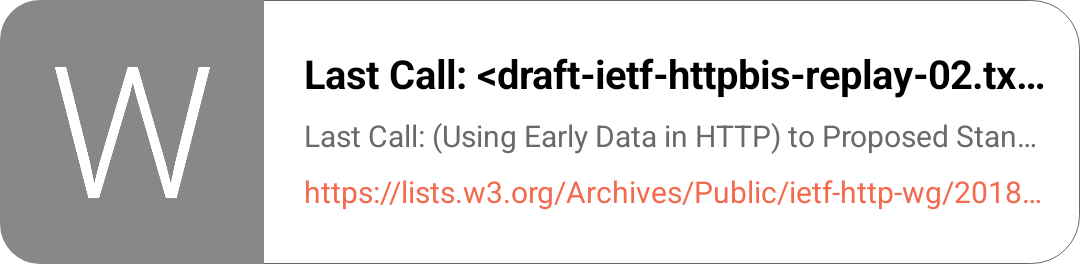 W
Last Call: <draft-ietf-httpbis-replay-02.tx...
Last Call: (Using Early Data in HTTP) to Proposed Stan...
https://lists.w3.org/Archives/Public/ietf-http-wg/2018...